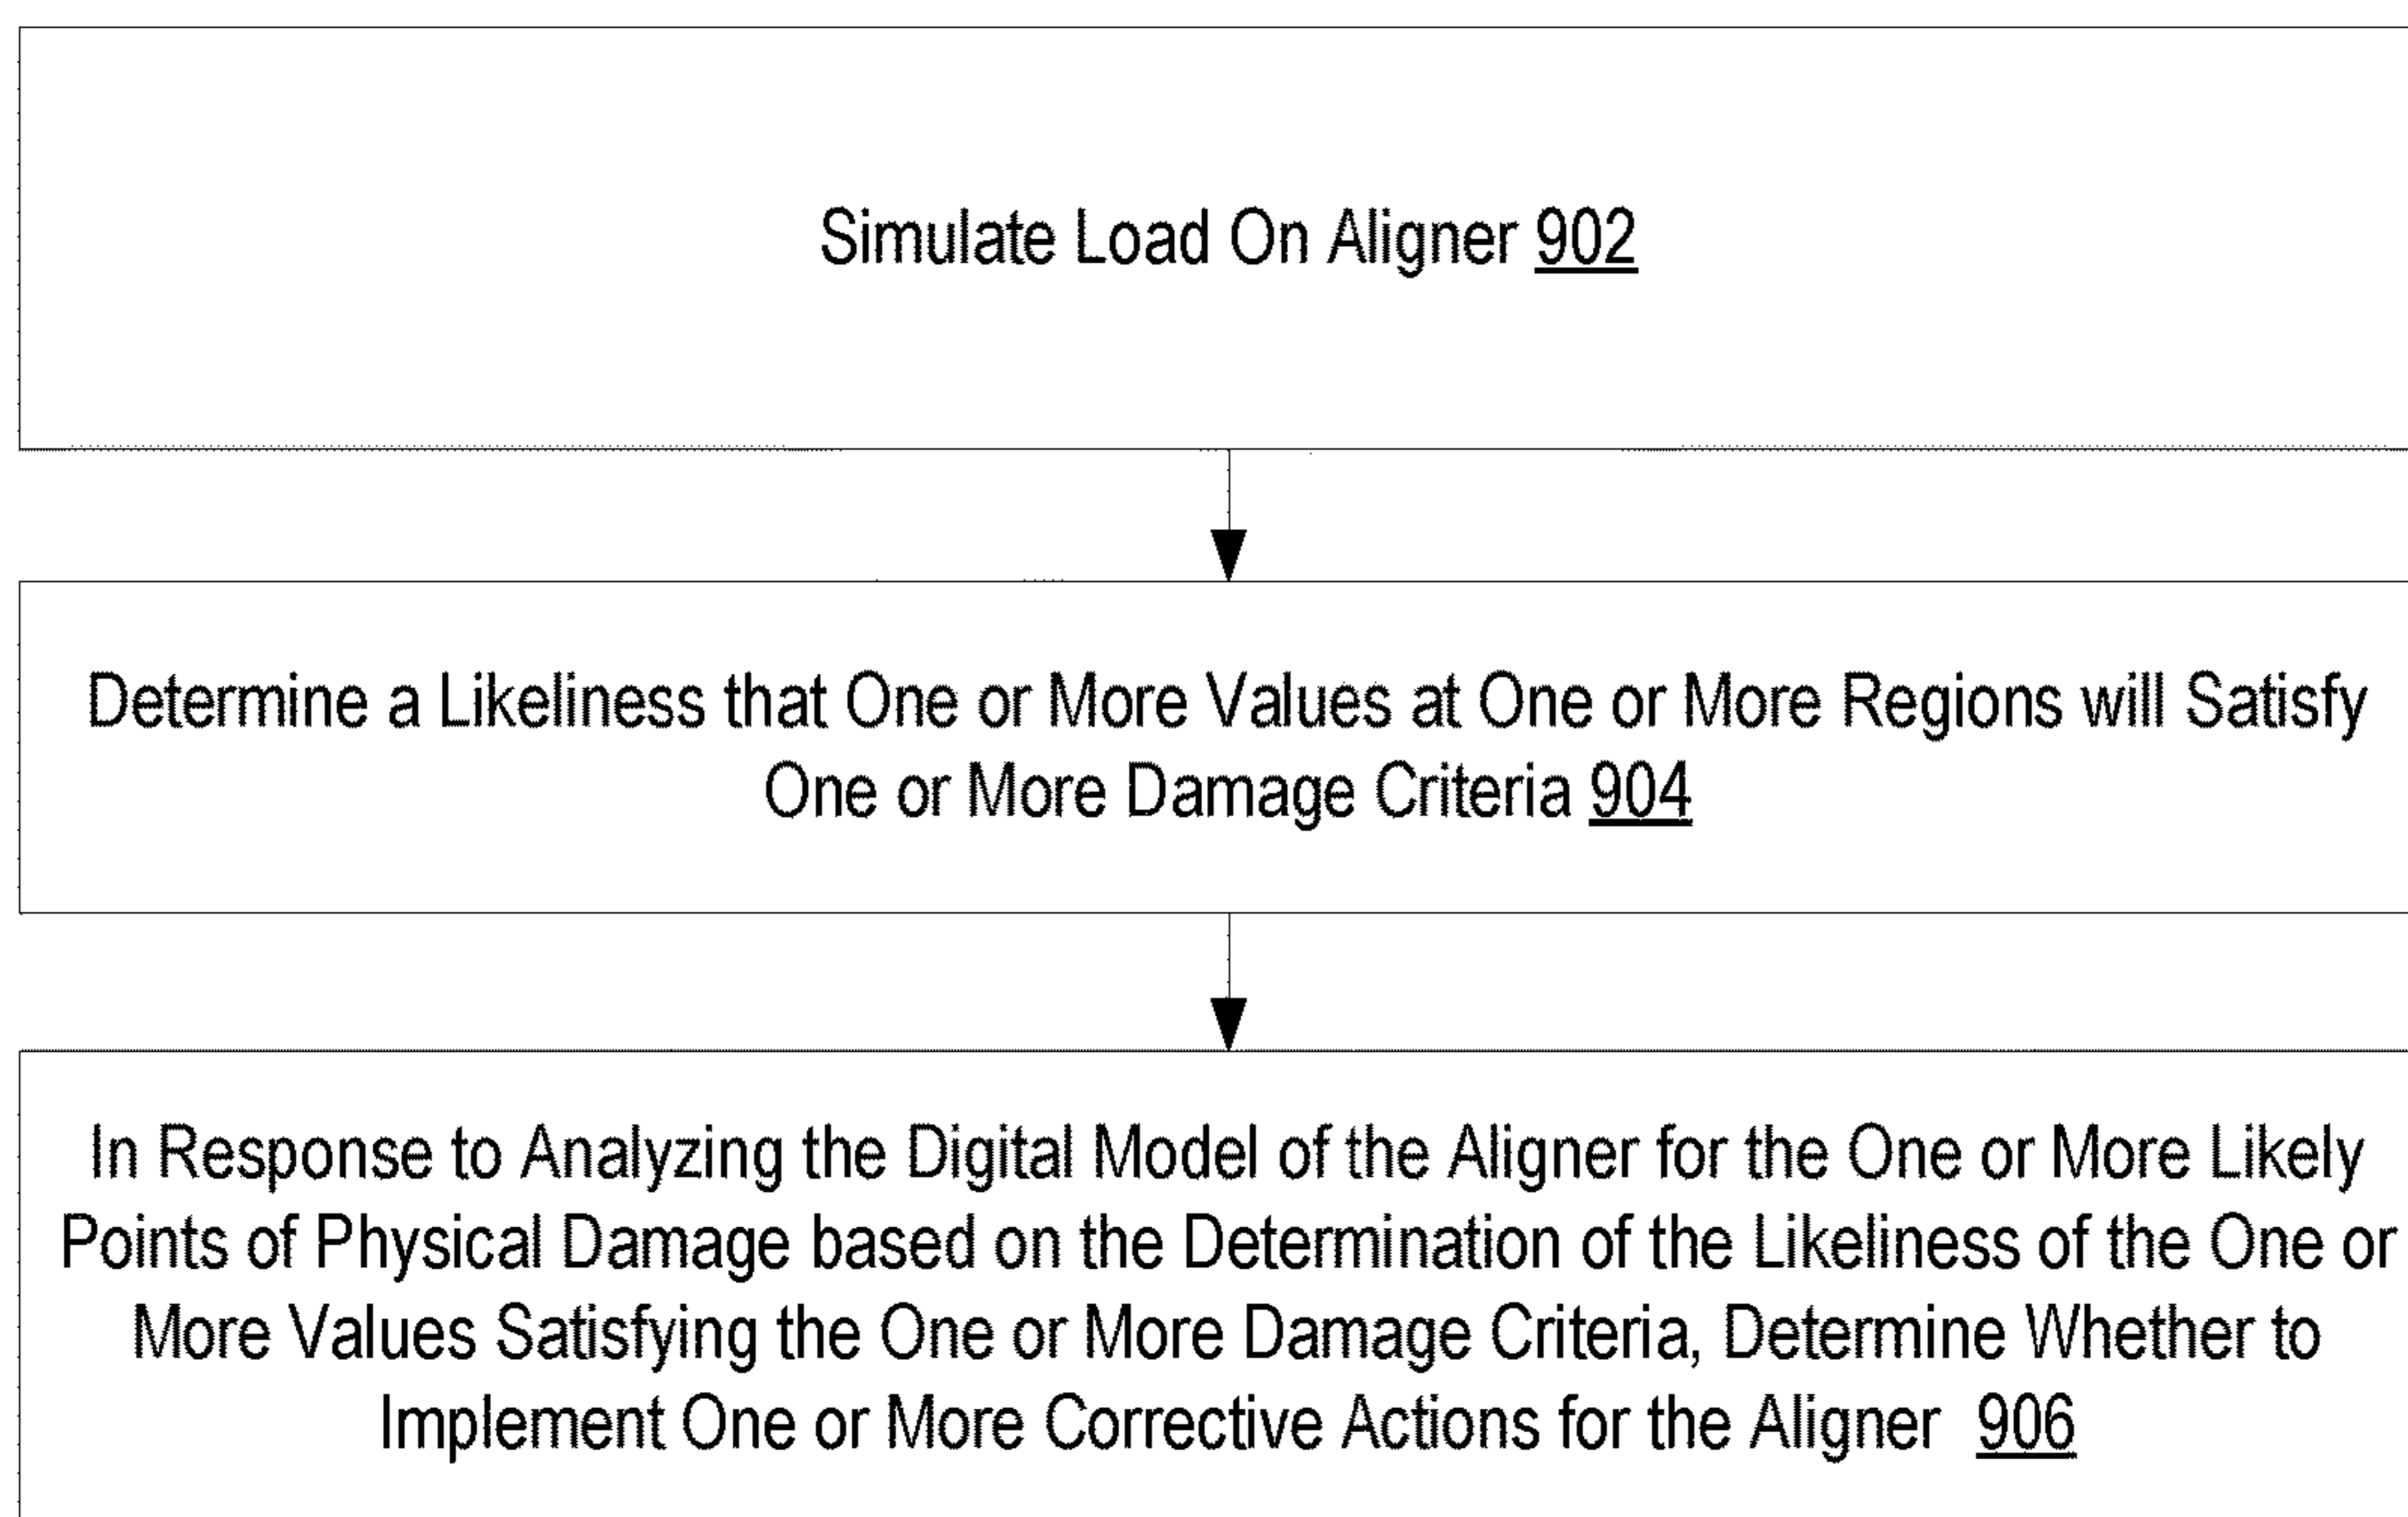 Simulate Load On Aligner 902
Determine a Likeliness that One or More Values at One or More Regions will Satisfy
One or More Damage Criteria 904
In Response to Analyzing the Digital Model of the Aligner for the One or More Likely
Points of Physical Damage based on the Determination of the Likeliness of the One or
More Values Satisfying the One or More Damage Criteria, Determine Whether to
Implement One or More Corrective Actions for the Aligner 906